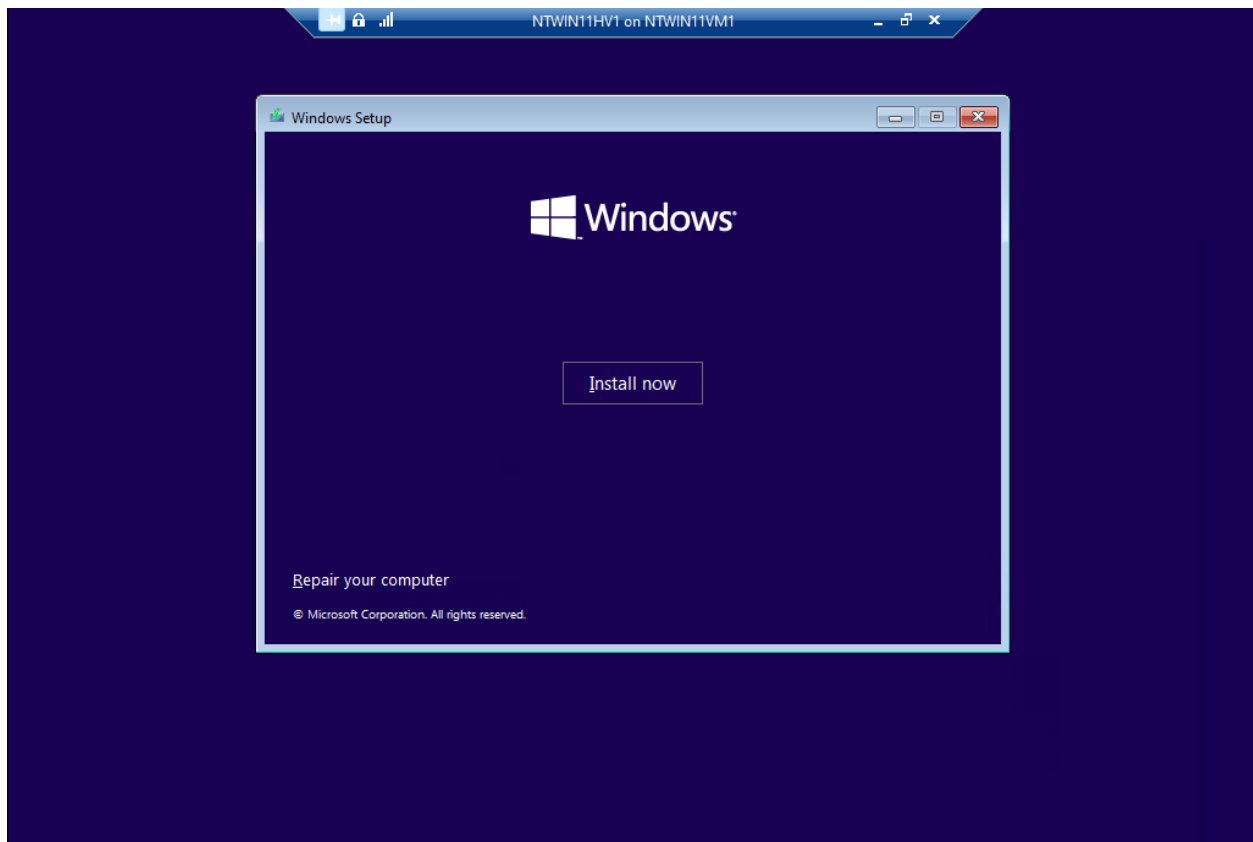 NTWIN11HV1 on NTWIN11VM1
Windows Setup
Windows
Install now
Repair your computer
© Microsoft Corporation. All rights reserved.